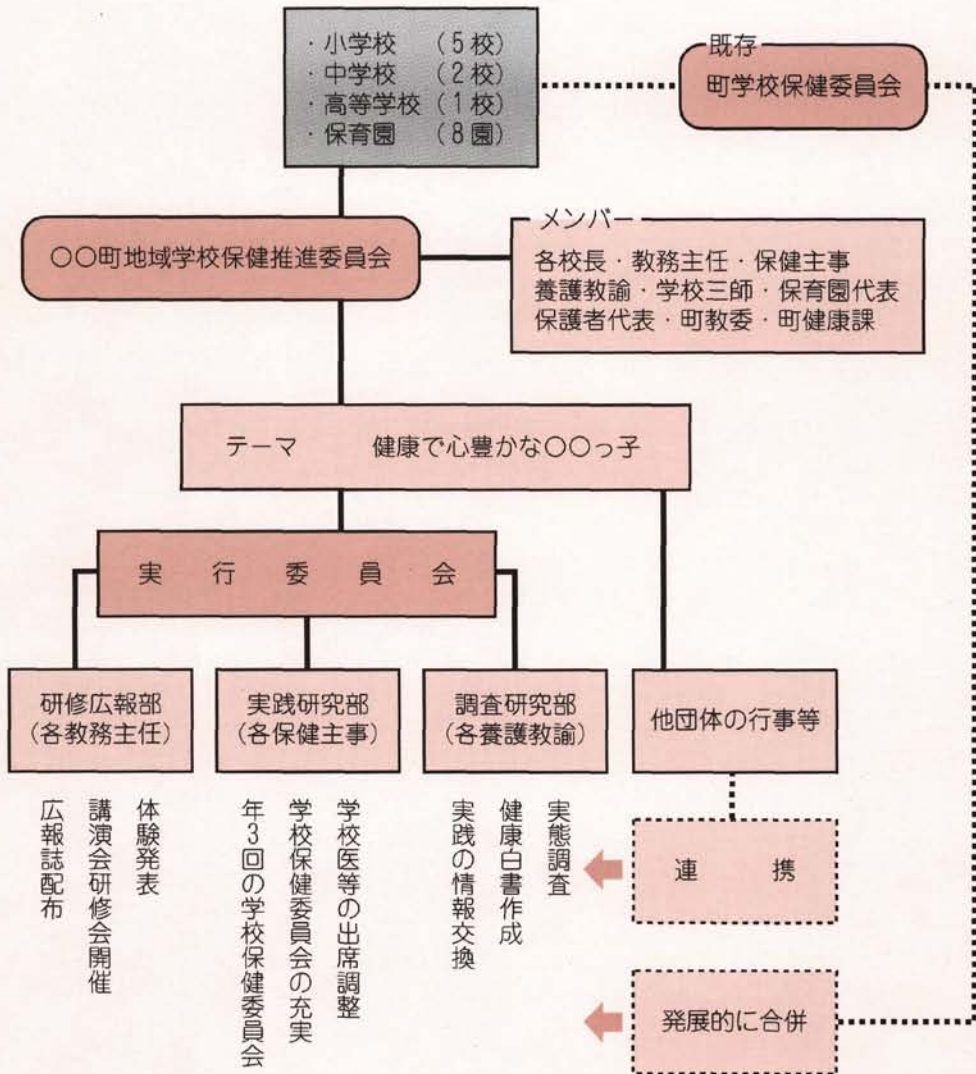 ・小学校　（5校）
・中学校　（2校）
・高等学校（1校）
・保育園　（8園）
既存
町学校保健委員会
〇〇町地域学校保健推進委員会
メンバー
各校長・教務主任・保健主事
養護教諭・学校三師・保育園代表
保護者代表・町教委・町健康課
テーマ　　健康で心豊かな〇〇っ子
実行委員会
研修広報部
（各教務主任）
実践研究部
（各保健主事）
調査研究部
（各養護教諭）
他団体の行事等
体験発表
講演会研修会開催
広報誌配布
学校医等の出席調整
学校保健委員会の充実
年3回の学校保健委員会
実態調査
健康白書作成
実践の情報交換
連携
発展的に合併